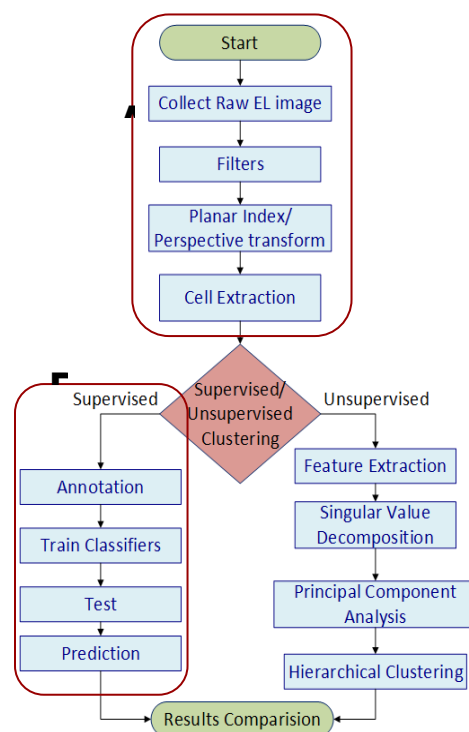 Start
Collect Raw EL image
Filters
Planar Index/
Perspective transform
Cell Extraction
Supervised/
Unsupervised
Clustering
Supervised
Unsupervised
Annotation
Train Classifiers
Test
Prediction
Feature Extraction
Singular Value
Decomposition
Principal Component
Analysis
Hierarchical Clustering
Results Comparision